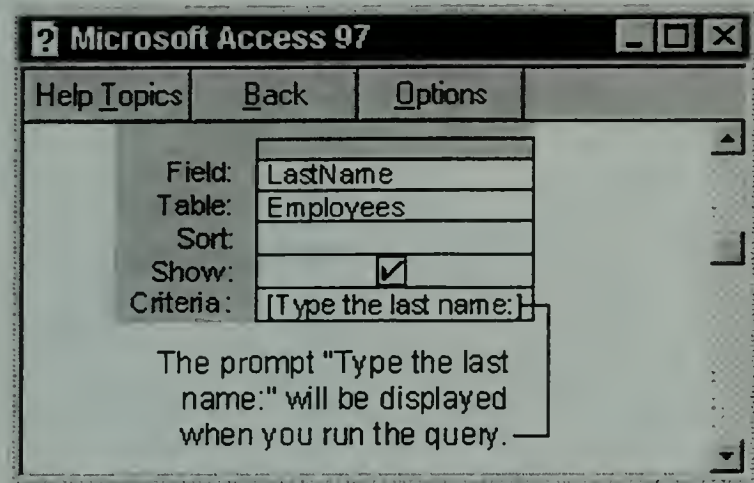 ? Microsoft Access 97
Help Topics Back Options
Field: LastName
Table: Employees
Sort:
Show:
Criteria: [Type the last name:]
The prompt "Type the last
name:" will be displayed
when you run the query.